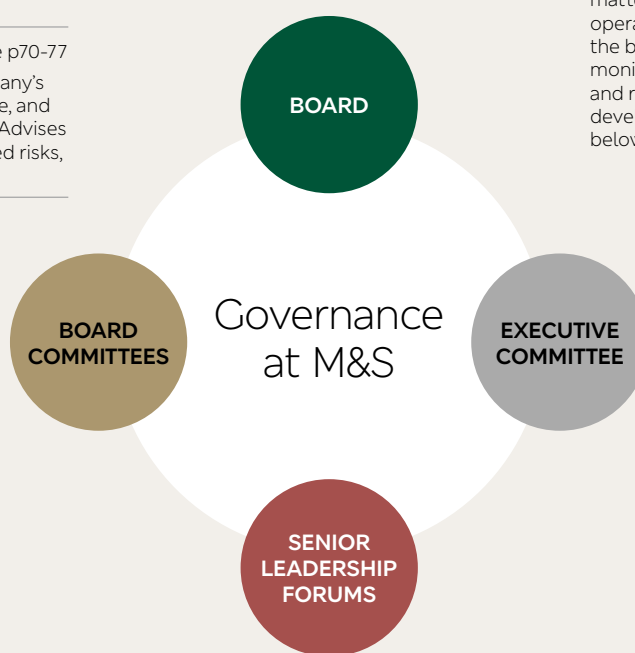 p70-77
any's
e, and
Advises
ed risks,
opera
the b
moni
and r
deve
below
BOARD
BOARD
COMMITTEES
Governance
at M&S
EXECUTIVE
COMMITTEE
SENIOR
LEADERSHIP
FORUMS